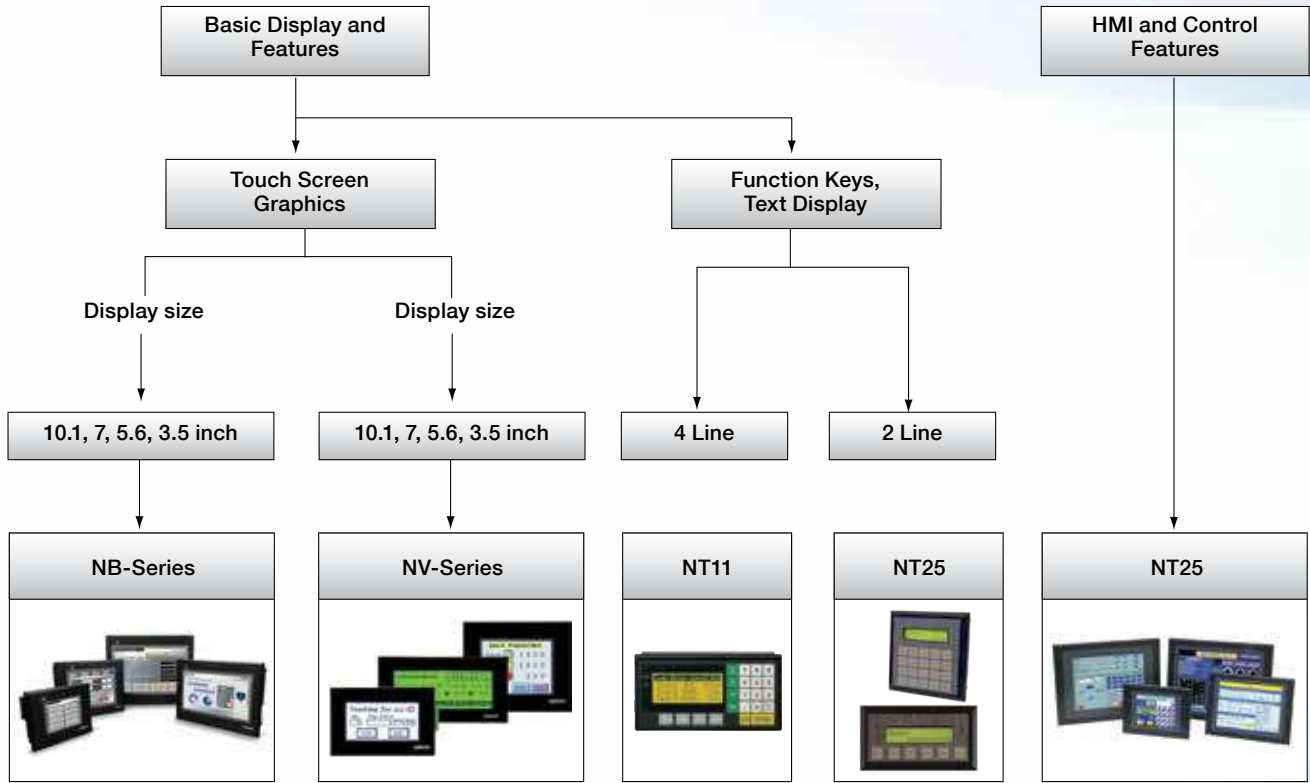 Basic Display and
Features
HMI and Control
Features
Touch Screen
Graphics
Function Keys,
Text Display
Display size
Display size
10.1, 7, 5.6, 3.5 inch
10.1, 7, 5.6, 3.5 inch
4 Line
2 Line
NB-Series
NV-Series
NT11
NT25
NT25